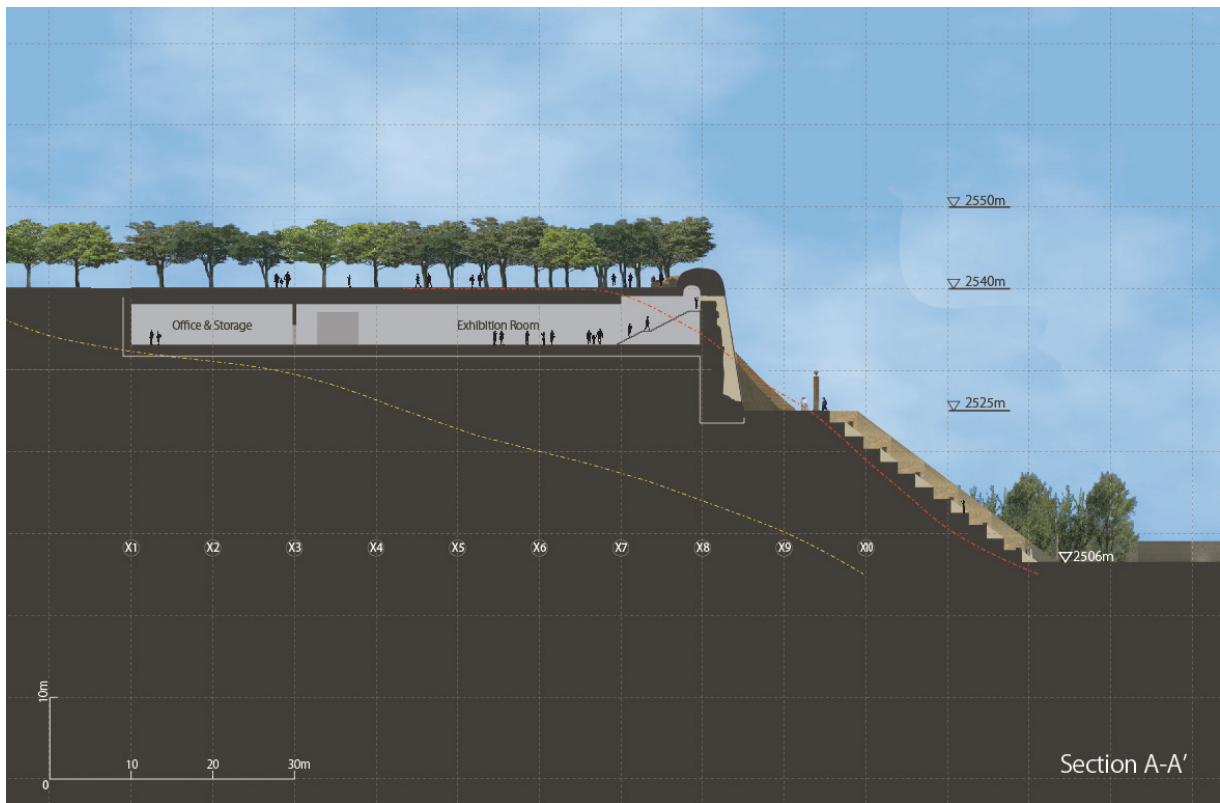 2550m
2540m
Office & Storage
Exhibition Room
2525m
X1
X2
X3
X4
X5
X6
X7
X8
X9
X10
2506m
10m
0
10
20
30m
Section A-A'